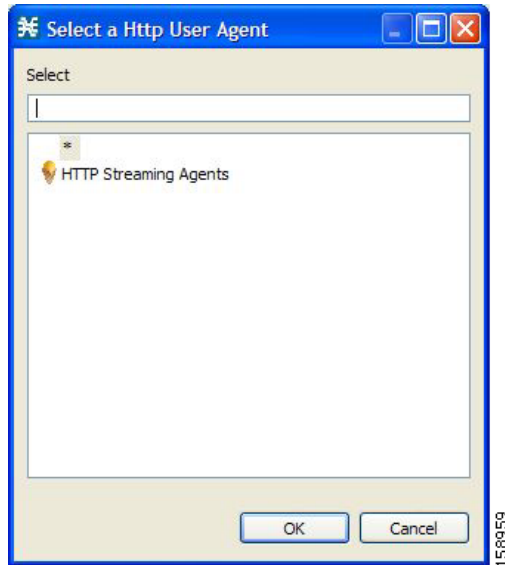 Select a Http User Agent
Select
*
HTTP Streaming Agents
OK Cancel
158959